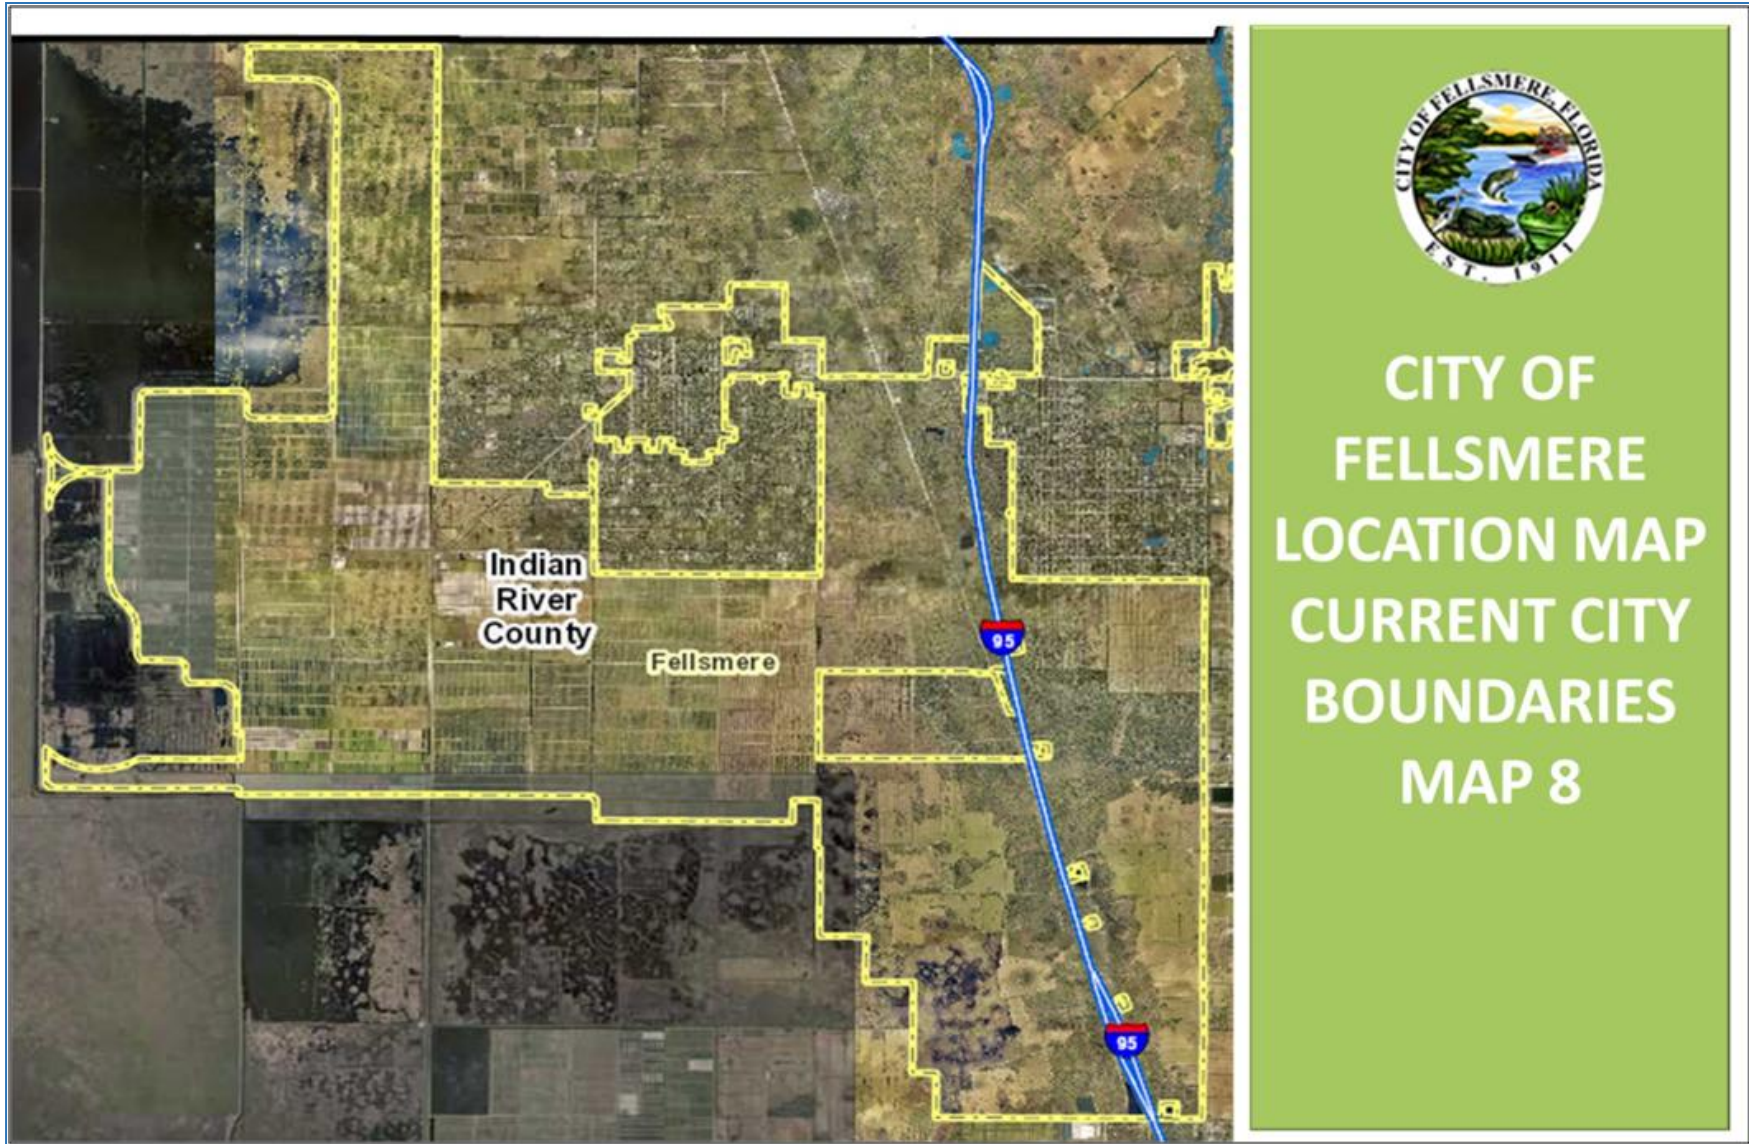 CITY OF FELLSMERE, FLORIDA
EST. 1911
CITY OF
FELLSMERE
LOCATION MAP
CURRENT CITY
BOUNDARIES
MAP 8
Indian
River
County
Fellsmere
95
95